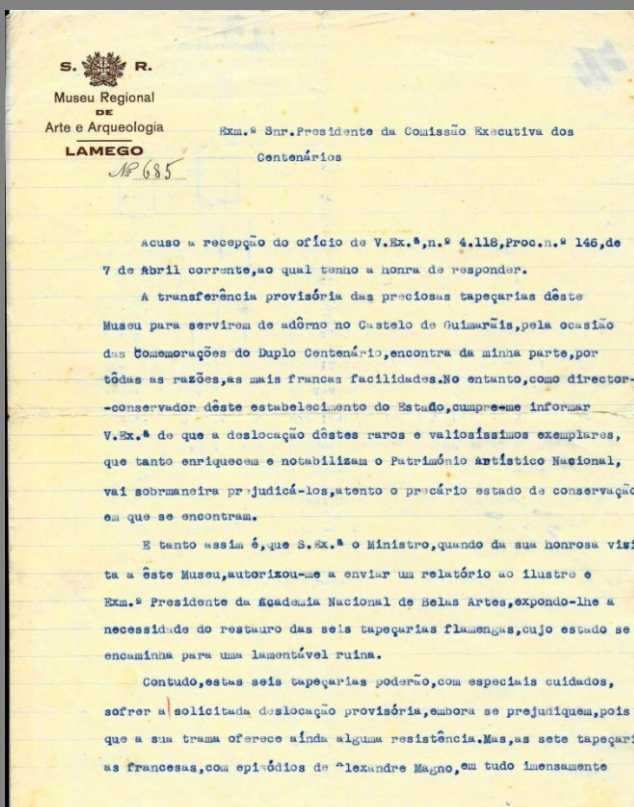 S. R.
Museu Regional
DE
Arte e Arqueologia
LAMEGO
Nº 685
Exm.º Snr.Presidente da Comissão Executiva dos
Centenários
Acuso a recepção do ofício de V.Ex.ª,n.º 4.118,Proc.n.º 146,de
7 de Abril corrente,ao qual tenho a honra de responder.
A transferência provisória das preciosas tapeçarias dêste
Museu para servirem de adôrno no Castelo de Guimarãis,pela ocasião
das Comemorações do Duplo Centenário,encontra da minha parte,por
tôdas as razões,as mais francas facilidades.No entanto,como director-
-conservador dêste estabelecimento do Estado,cumpre-me informar
V.Ex.ª de que a deslocação dêstes raros e valiosíssimos exemplares,
que tanto enriquecem e notabilizam o Património Artístico Nacional,
vai sobrmaneira prejudicá-los,atento o precário estado de conservação
em que se encontram.
E tanto assim é,que S.Ex.ª o Ministro,quando da sua honrosa visi
ta a êste Museu,autorizou-me a enviar um relatório ao ilustre e
Exm.º Presidente da Academia Nacional de Belas Artes,expondo-lhe a
necessidade do restauro das seis tapeçarias flamengas,cujo estado se
encaminha para uma lamentável ruina.
Contudo,estas seis tapeçarias poderão,com especiais cuidados,
sofrer a solicitada deslocação provisória,embora se prejudiquem,pois
que a sua trama oferece aínda alguma resistência.Mas,as sete tapeçari
as francesas,com episódios de Alexandre Magno,em tudo imensamente